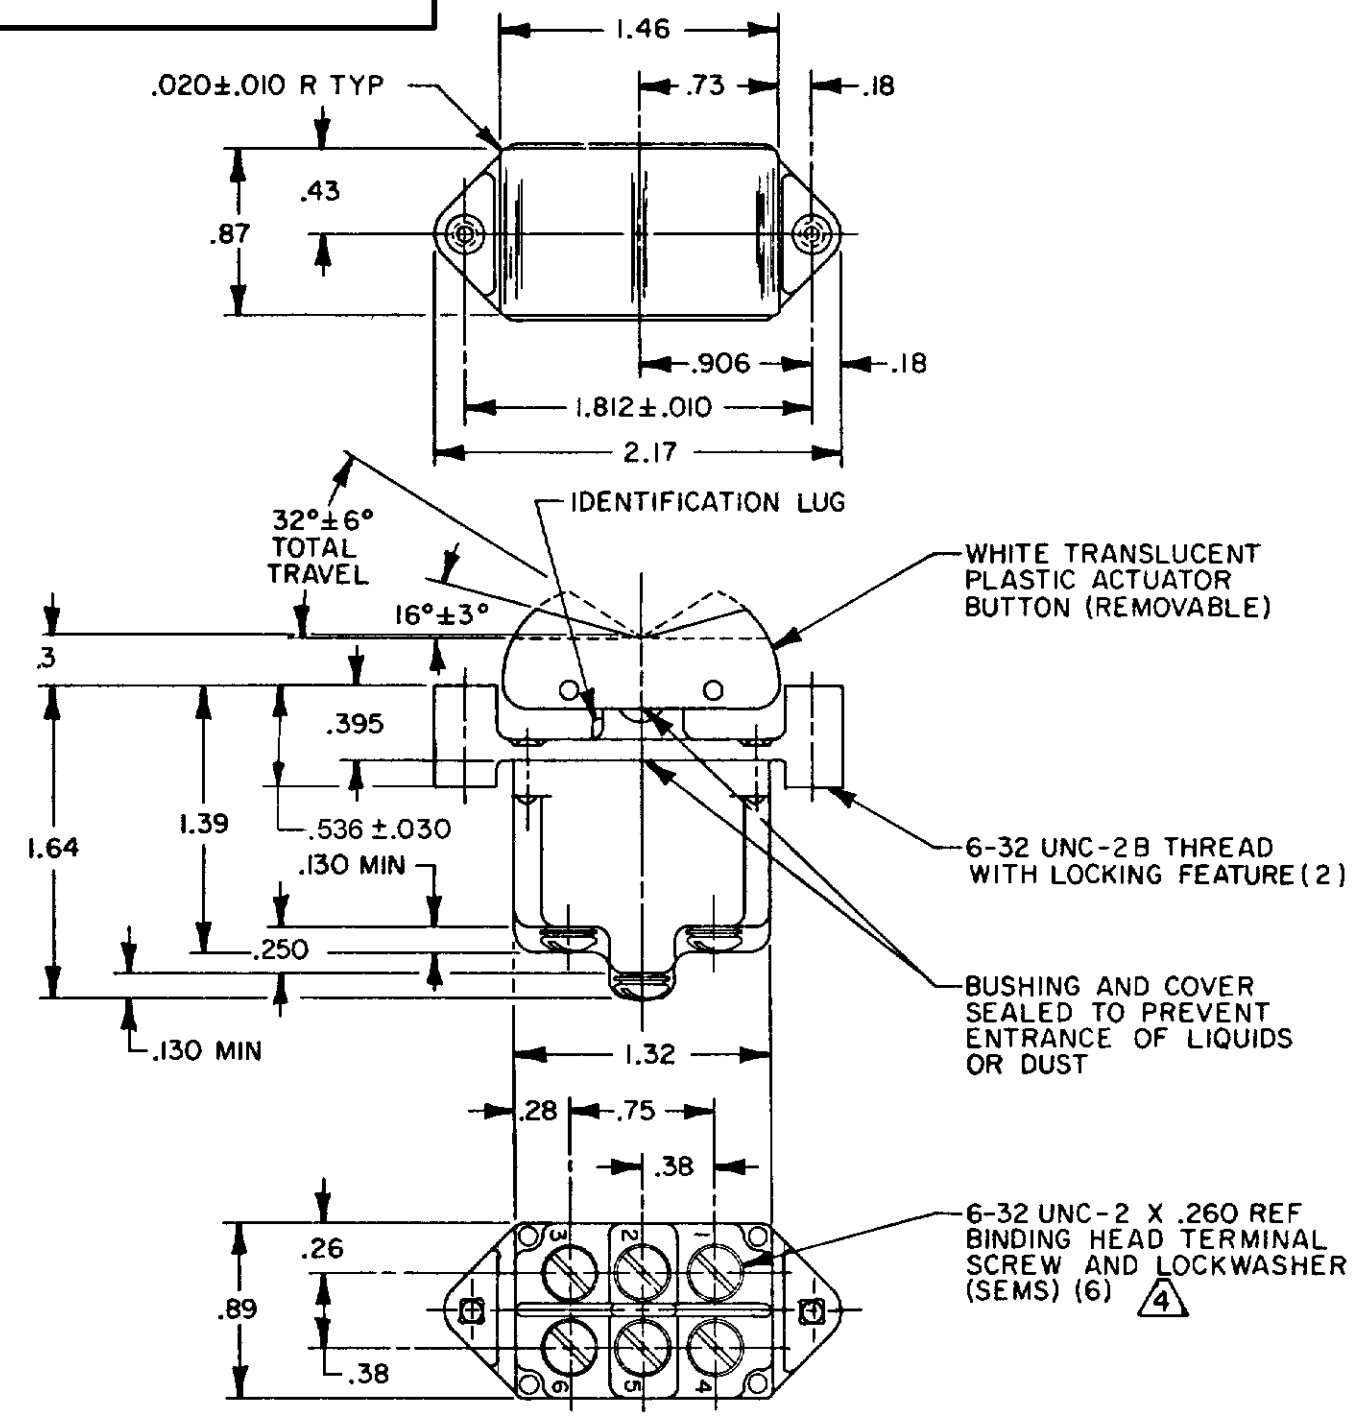 1.46
.020±.010 R TYP
.73
.18
.43
.87
.906
.18
1.812±.010
2.17
IDENTIFICATION LUG
32°±6°
TOTAL
TRAVEL
WHITE TRANSLUCENT
PLASTIC ACTUATOR
BUTTON (REMOVABLE)
16°±3°
.3
.395
1.39
.536±.030
1.64
6-32 UNC-2B THREAD
WITH LOCKING FEATURE(2)
.130 MIN
.250
BUSHING AND COVER
SEALED TO PREVENT
ENTRANCE OF LIQUIDS
OR DUST
.130 MIN
1.32
.28
.75
.38
6-32 UNC-2 X .260 REF
BINDING HEAD TERMINAL
SCREW AND LOCKWASHER
(SEMS) (6) 4
.26
3 2 1
.89
.38
6 5 4